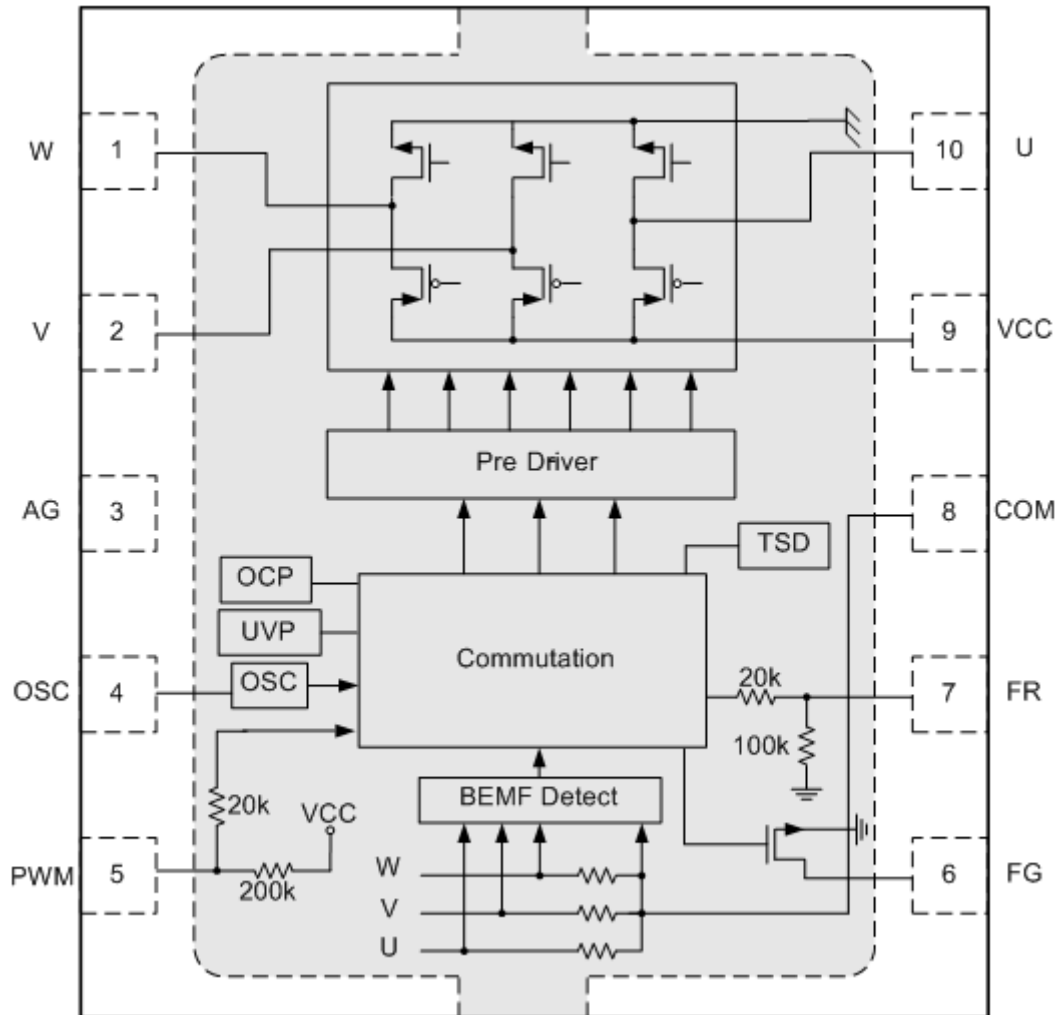 W
1
10
U
V
2
9
VCC
Pre Driver
AG
3
8
COM
TSD
OCP
UVP
Commutation
OSC
4
OSC
20k
7
FR
100k
BEMF Detect
20k
VCC
PWM
5
200k
W
6
FG
V
U